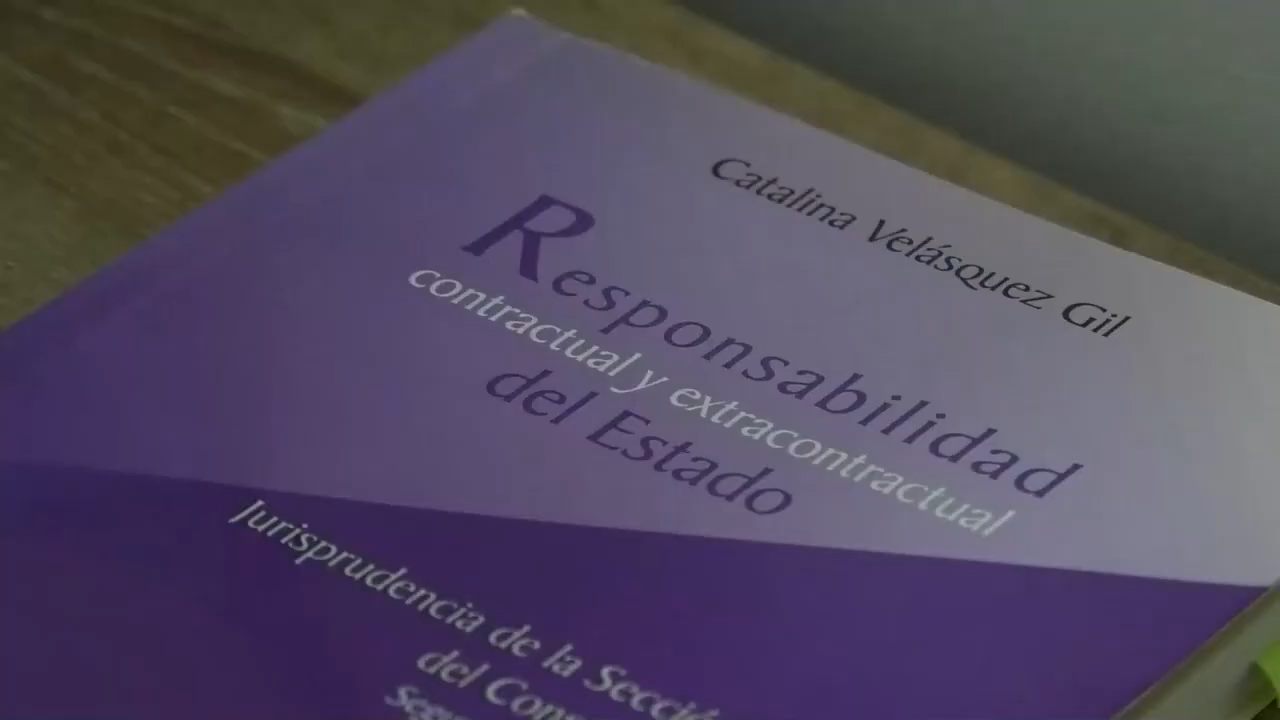 Catalina Velásquez Gil
Responsabilidad
contractual y extracontractual
del Estado
Jurisprudencia de la
del